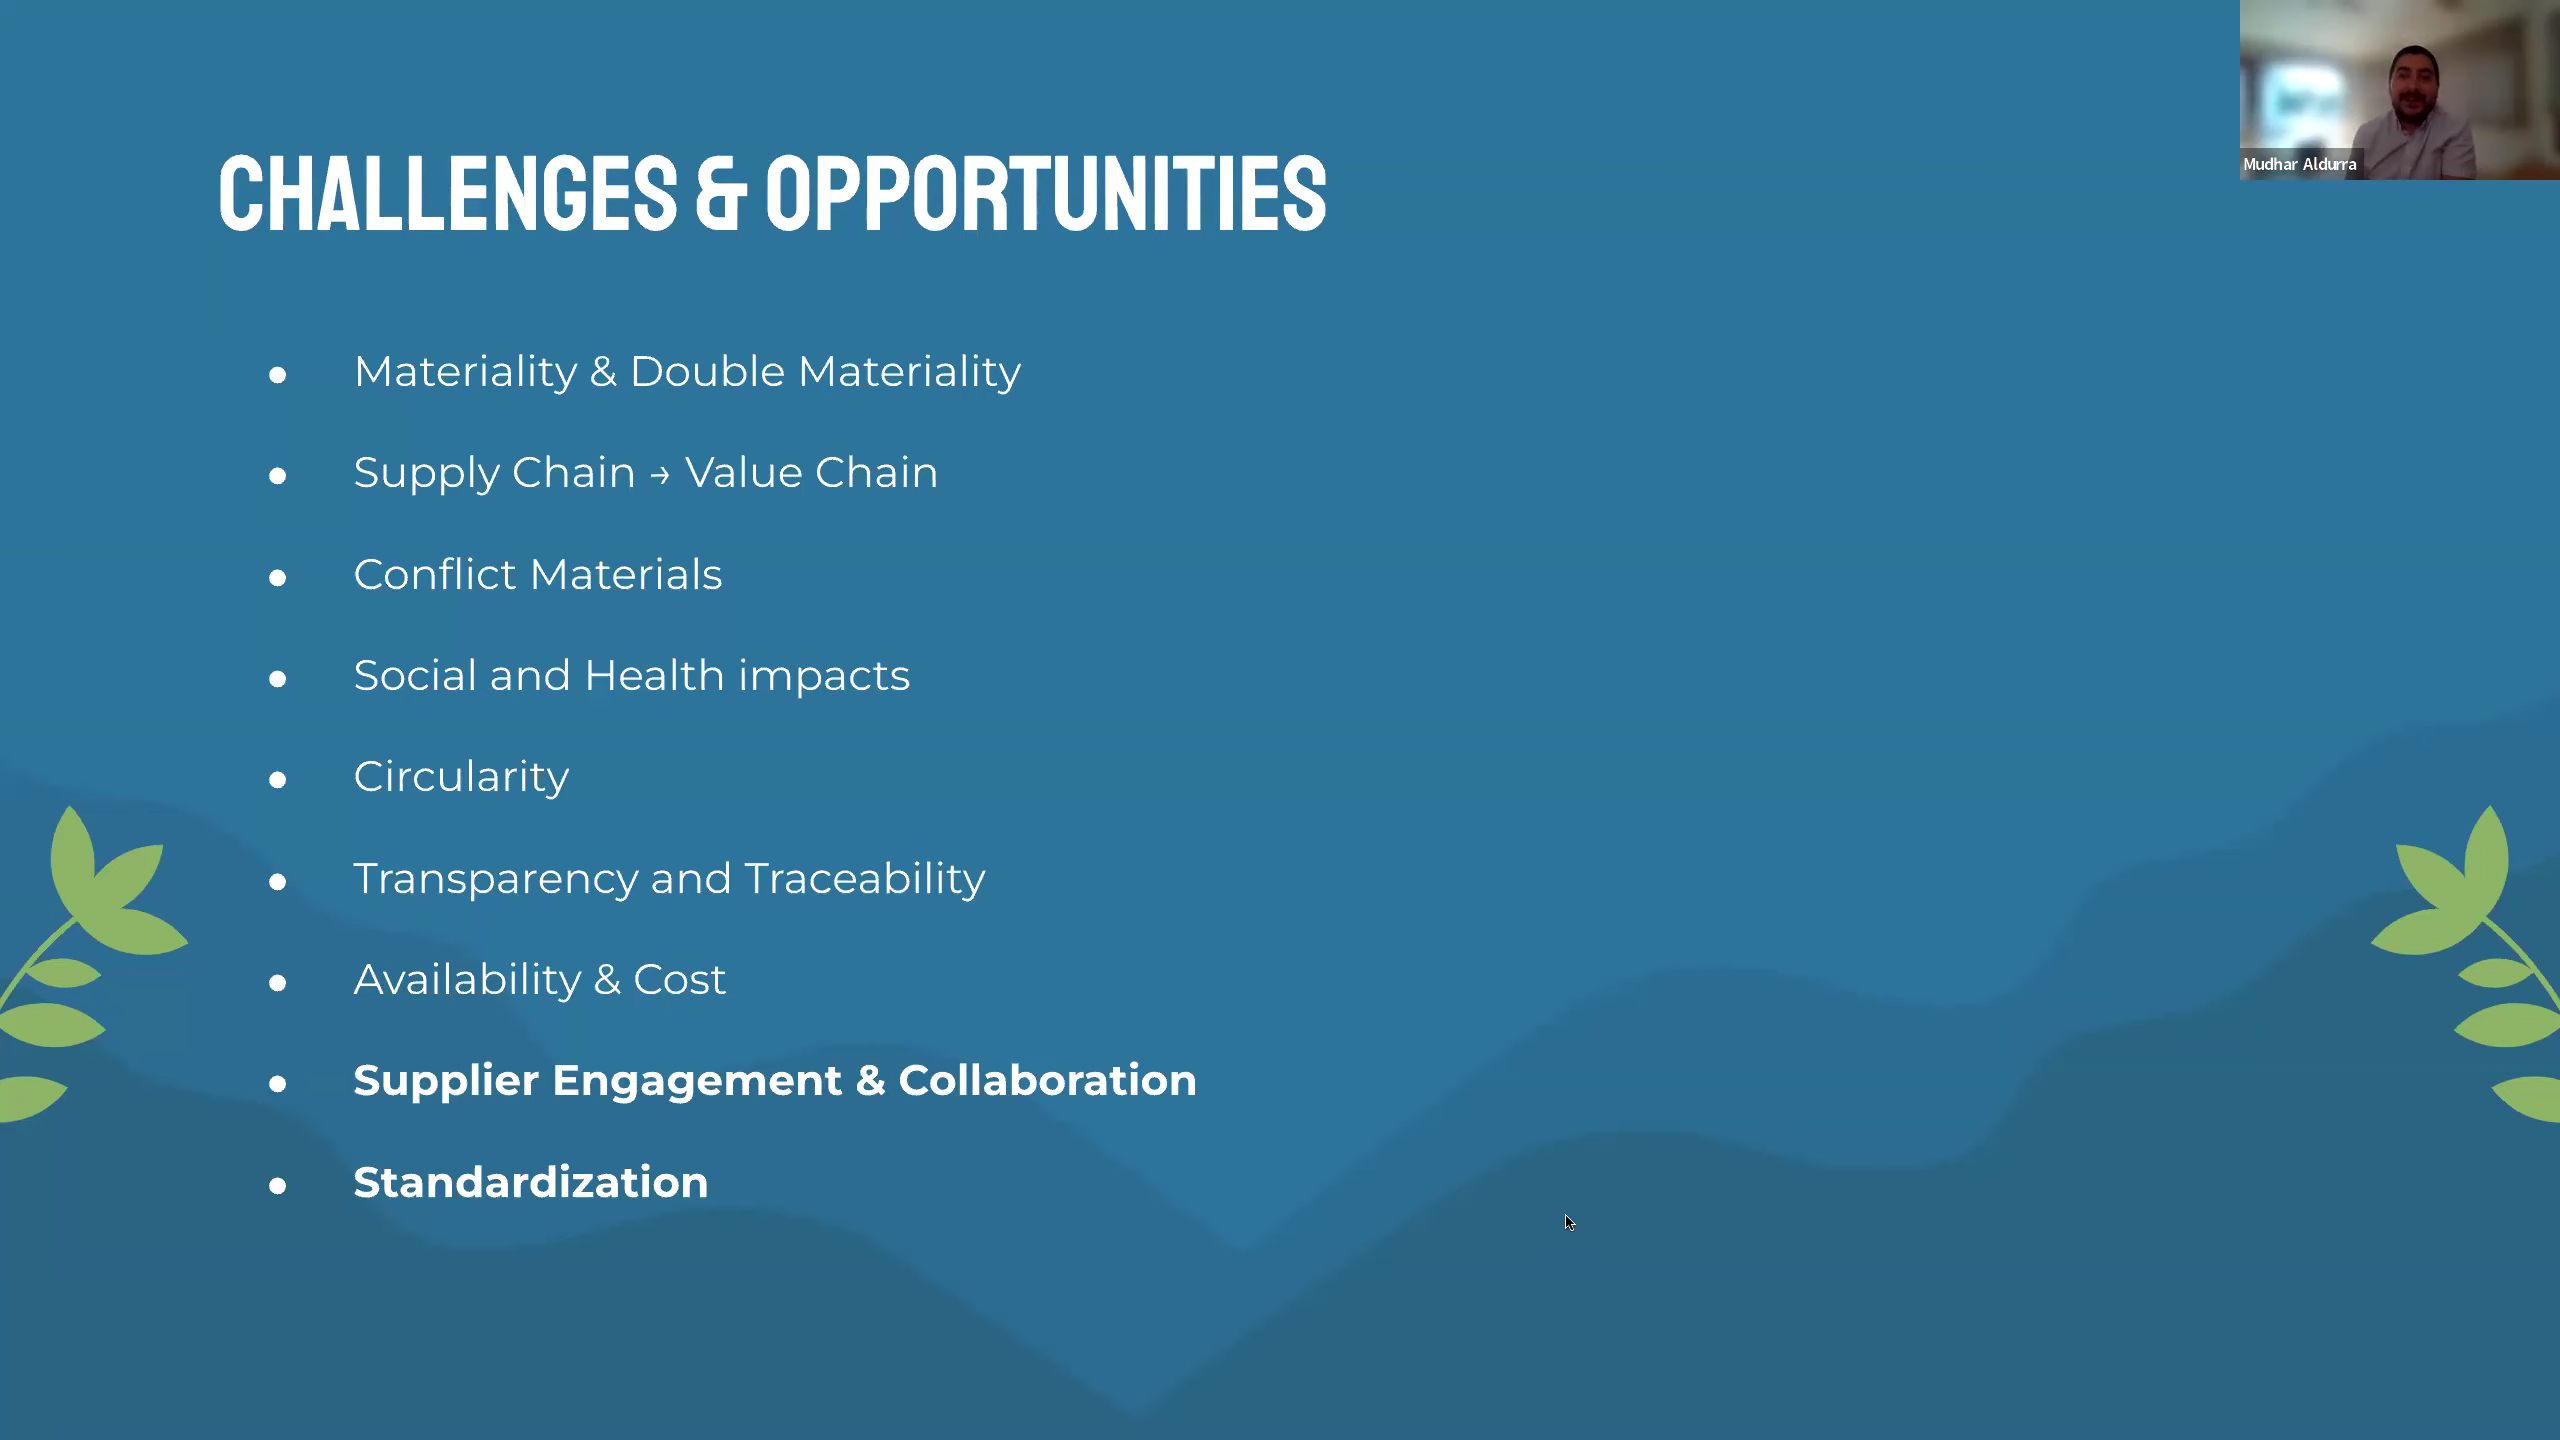 CHALLENGES & OPPORTUNITIES
● Materiality & Double Materiality
● Supply Chain → Value Chain
● Conflict Materials
● Social and Health impacts
● Circularity
● Transparency and Traceability
● Availability & Cost
● Supplier Engagement & Collaboration
● Standardization
Mudhar Aldurra